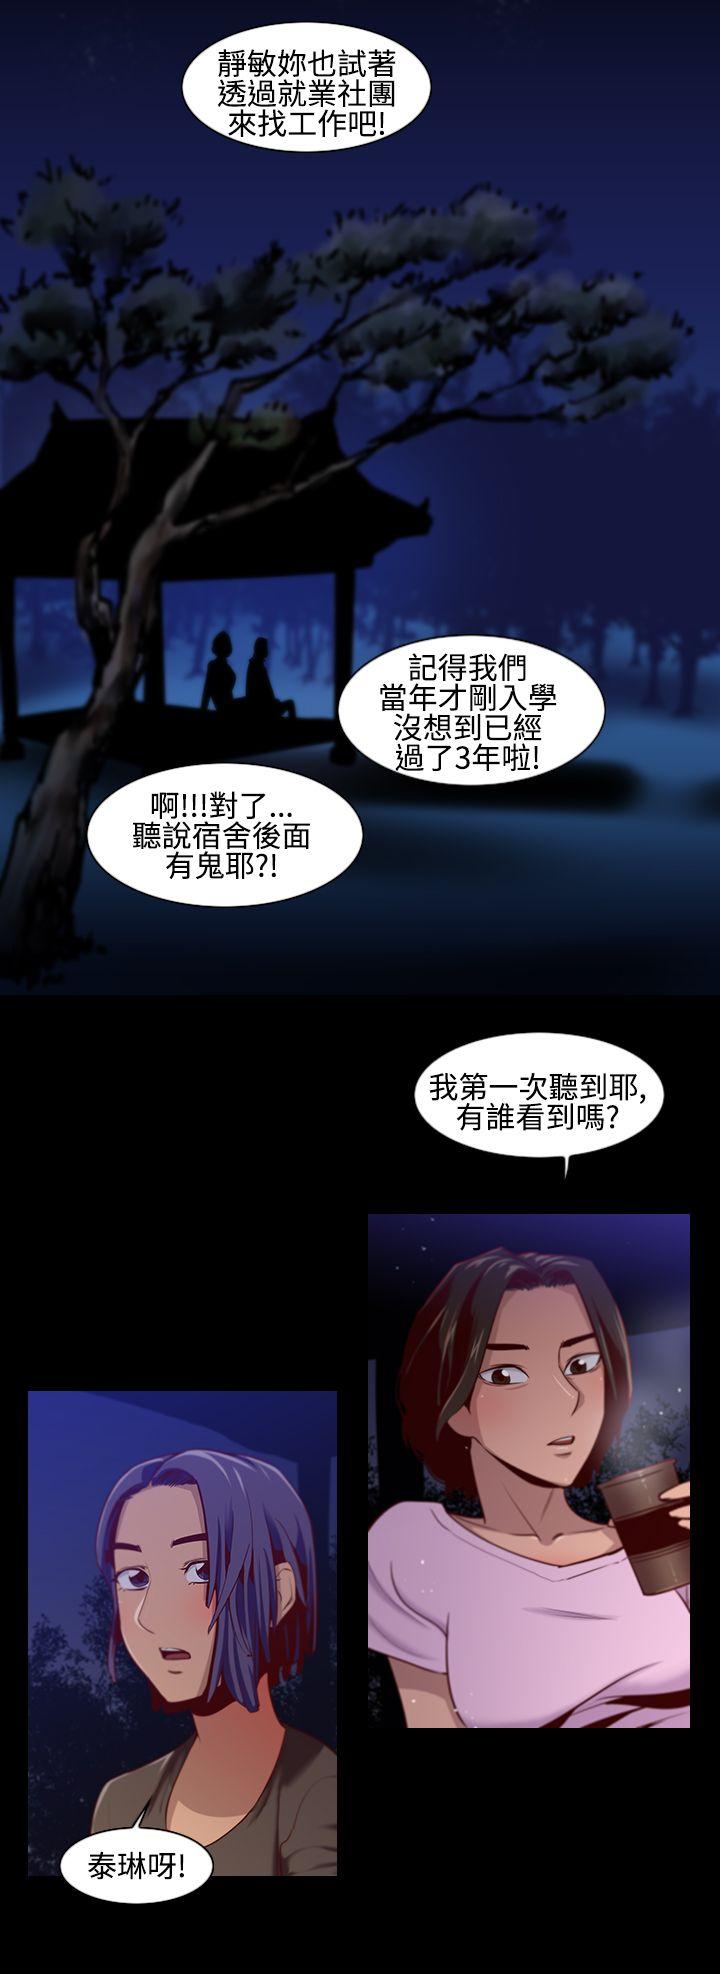 靜敏妳也試著
透過就業社團
來找工作吧!
記得我們
當年才剛入學
沒想到已經
過了3年啦!
啊!!!對了...
聽說宿舍後面
有鬼耶?!
我第一次聽到耶,
有誰看到嗎?
泰琳呀!